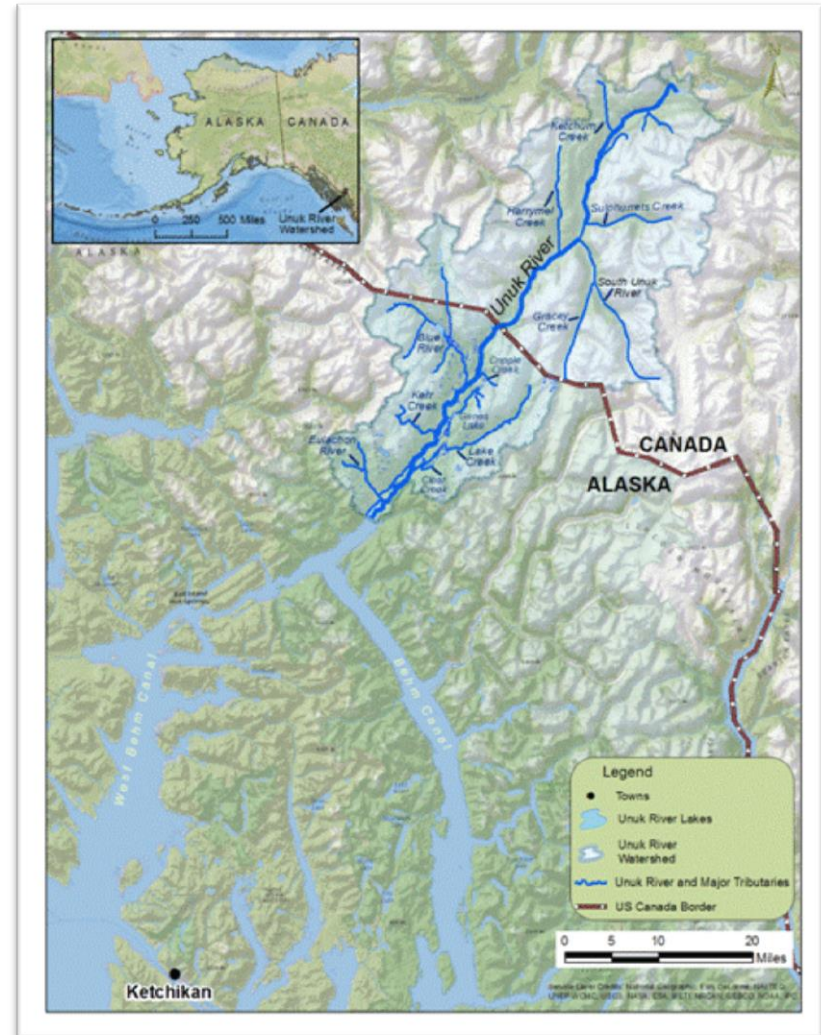 ALASKA
CANADA
0 250 500 Miles
Unuk River
Watershed
ALASKA
N
Ketchum
Creek
Harrymel
Creek
Sulphurets Creek
Unuk River
South Unuk
River
Gracey
Creek
Blue
River
Cripple
Creek
Kerr
Creek
Genes
Lake
Eulachon
River
Lake
Creek
Clear
Creek
CANADA
ALASKA
Behm Canal
West Behm Canal
Ketchikan
Legend
Towns
Unuk River Lakes
Unuk River
Watershed
Unuk River and Major Tributaries
US Canada Border
0 5 10 20
Miles